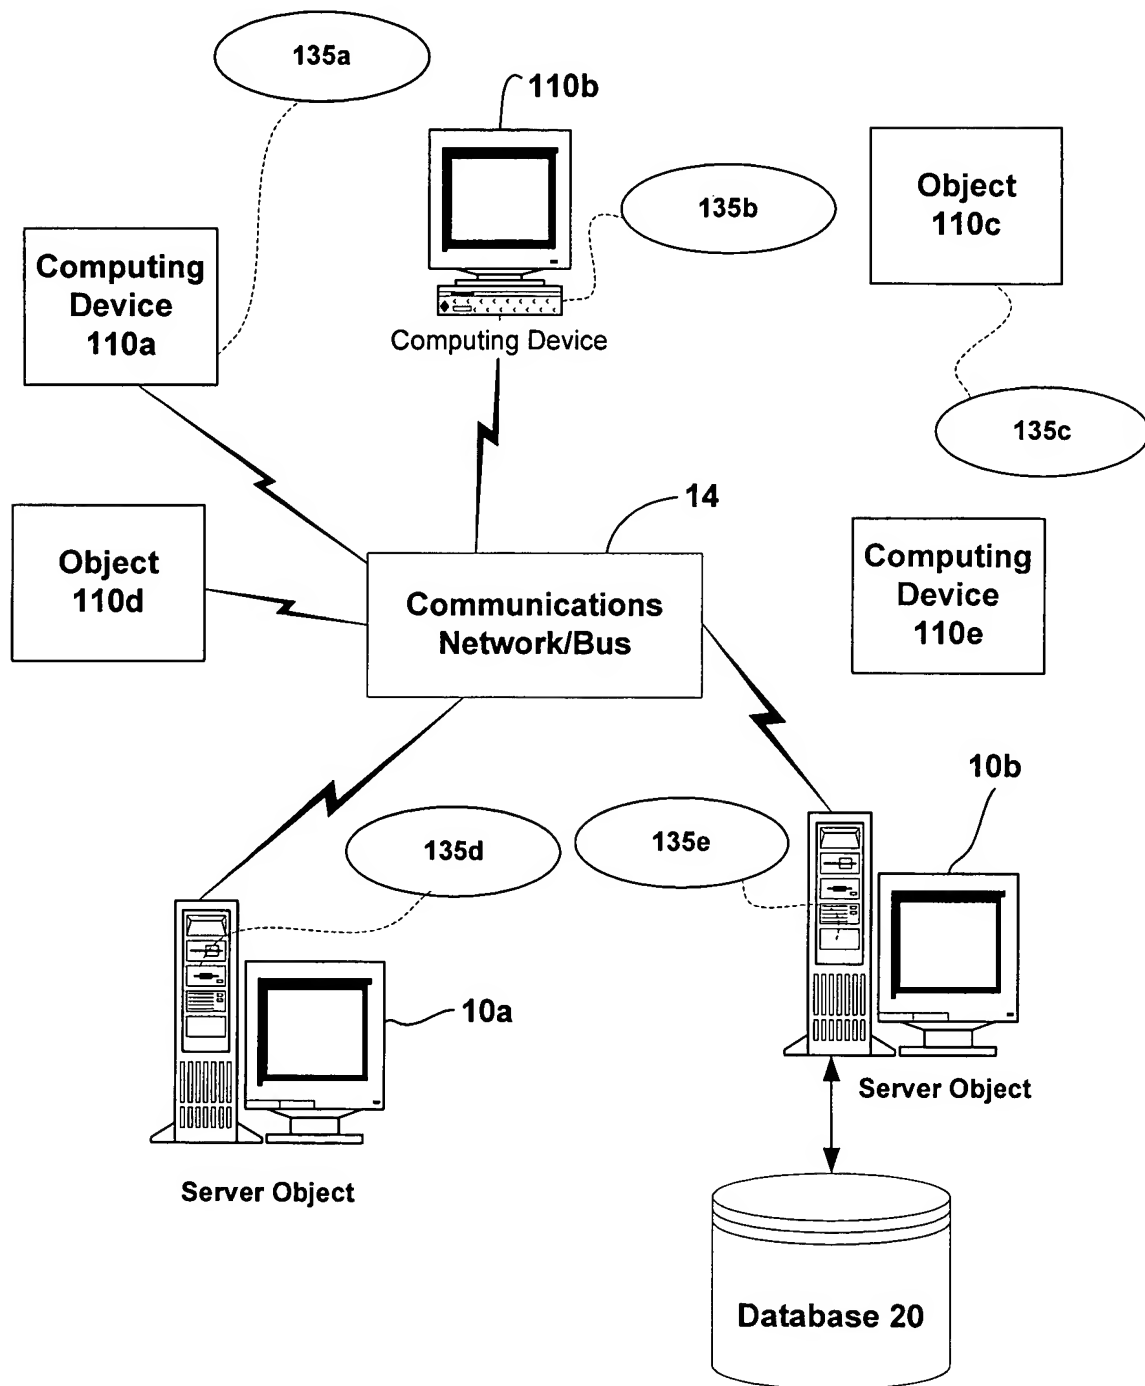 135a
110b
135b
Object
110c
Computing
Device
110a
Computing Device
135c
14
Object
110d
Communications
Network/Bus
Computing
Device
110e
10b
135d
135e
10a
Server Object
Server Object
Database 20